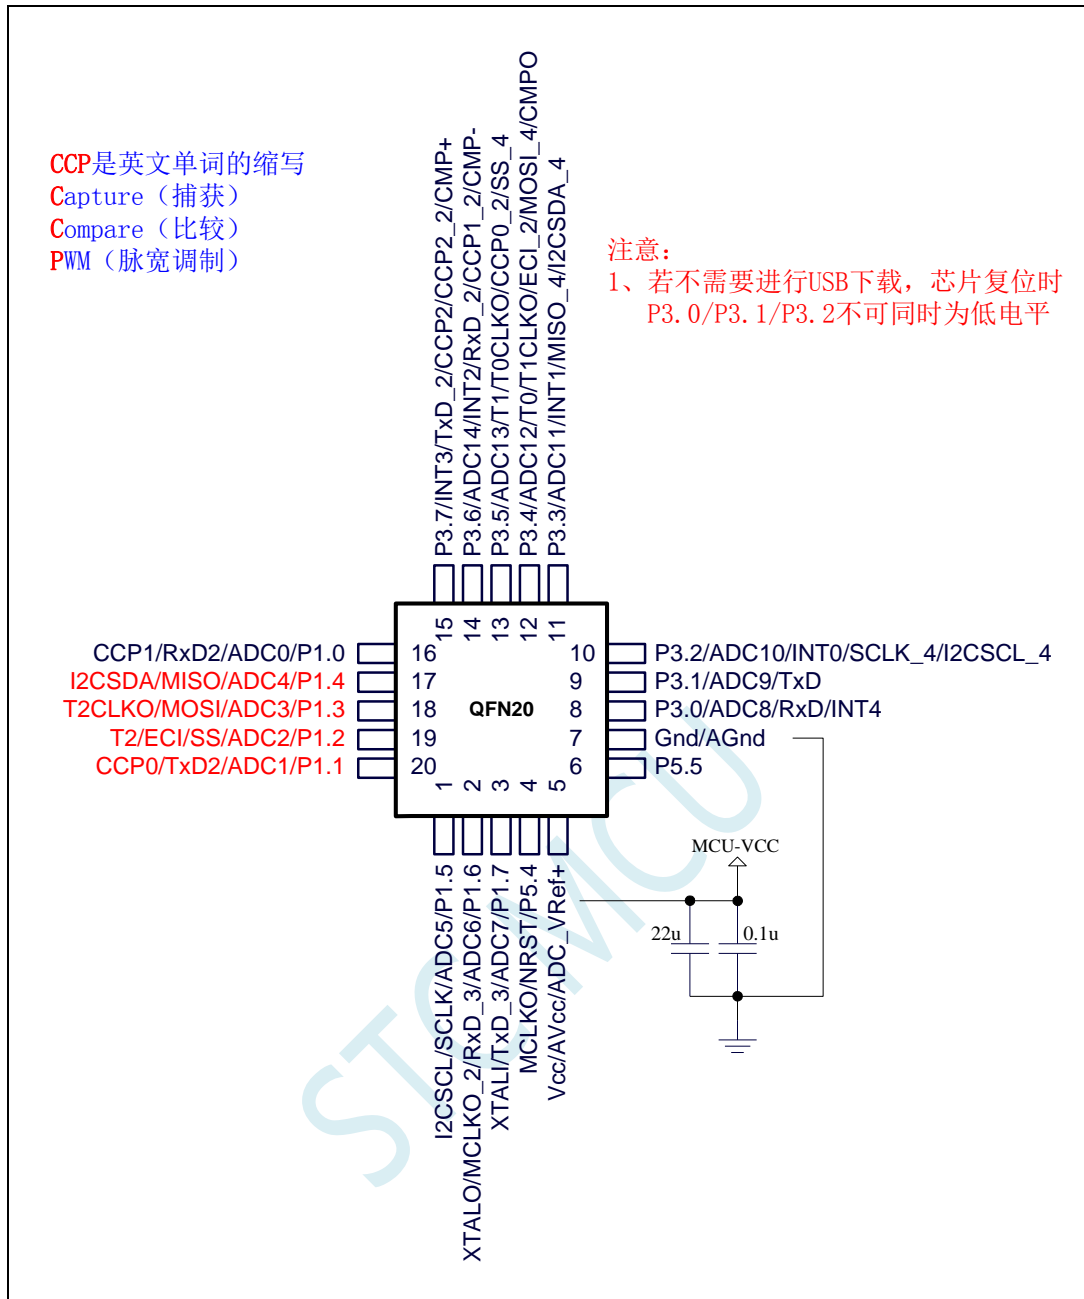 CCP是英文单词的缩写
Capture（捕获）
Compare（比较）
PWM（脉宽调制）
注意：
1、若不需要进行USB下载，芯片复位时
P3.0/P3.1/P3.2不可同时为低电平
P3.7/INT3/TxD_2/CCP2/CCP2_2/CMP+
P3.6/ADC14/INT2/RxD_2/CCP1_2/CMP-
P3.5/ADC13/T1/T0CLKO/CCP0_2/SS_4
P3.4/ADC12/T0/T1CLKO/ECI_2/MOSI_4/CMPO
P3.3/ADC11/INT1/MISO_4/I2CSDA_4
15
14
13
12
11
CCP1/RxD2/ADC0/P1.0
16
I2CSDA/MISO/ADC4/P1.4
17
T2CLKO/MOSI/ADC3/P1.3
18
T2/ECI/SS/ADC2/P1.2
19
CCP0/TxD2/ADC1/P1.1
20
QFN20
10
P3.2/ADC10/INT0/SCLK_4/I2CSCL_4
9
P3.1/ADC9/TxD
8
P3.0/ADC8/RxD/INT4
7
Gnd/AGnd
6
P5.5
1
2
3
4
5
I2CSCL/SCLK/ADC5/P1.5
XTALO/MCLKO_2/RxD_3/ADC6/P1.6
XTALI/TxD_3/ADC7/P1.7
MCLKO/NRST/P5.4
Vcc/AVcc/ADC_VRef+
MCU-VCC
22u
0.1u
STC MCU